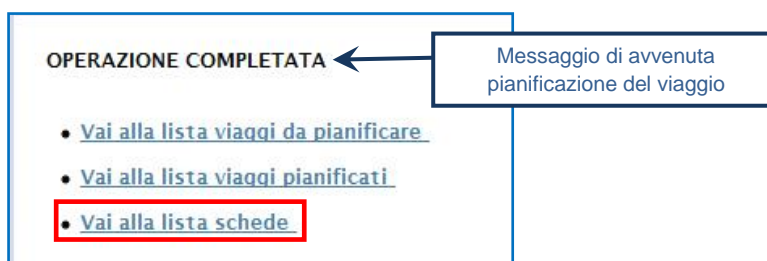 OPERAZIONE COMPLETATA
Messaggio di avvenuta
pianificazione del viaggio
Vai alla lista viaggi da pianificare
Vai alla lista viaggi pianificati
Vai alla lista schede